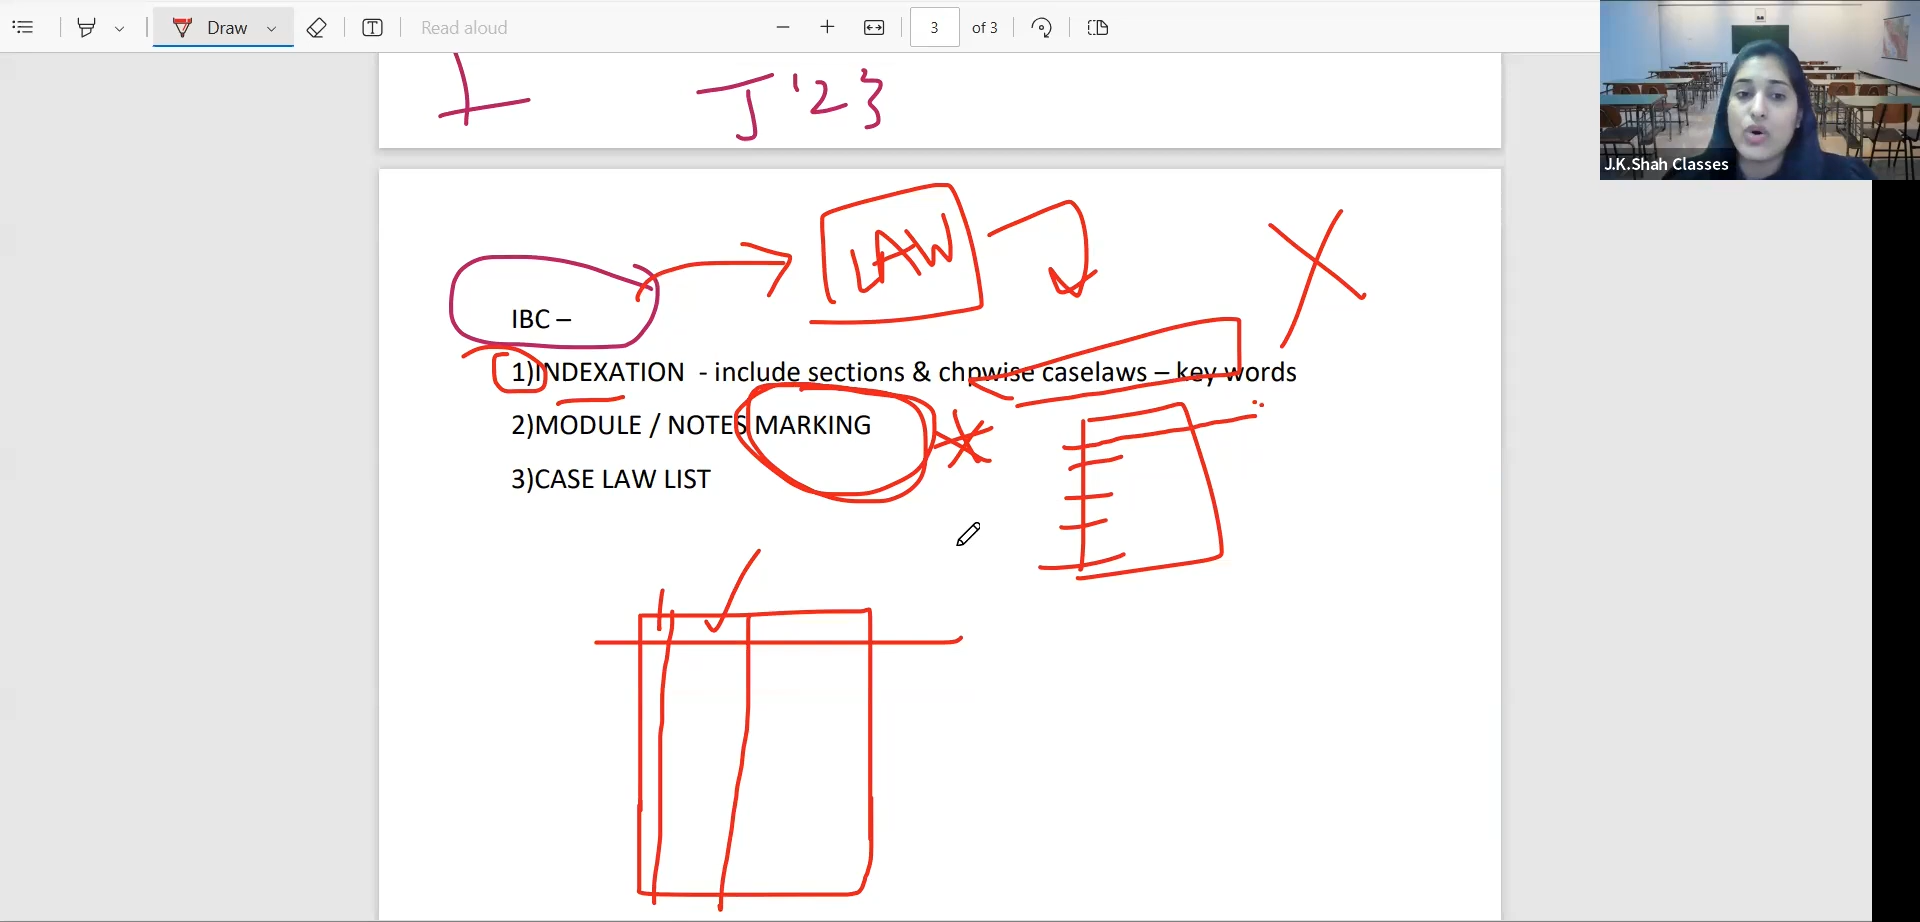 Draw
Read aloud
3
of 3
J.K.Shah Classes
J'23
LAW
IBC –
1)INDEXATION - include sections & chpwise caselaws – key words
2)MODULE / NOTES MARKING
3)CASE LAW LIST